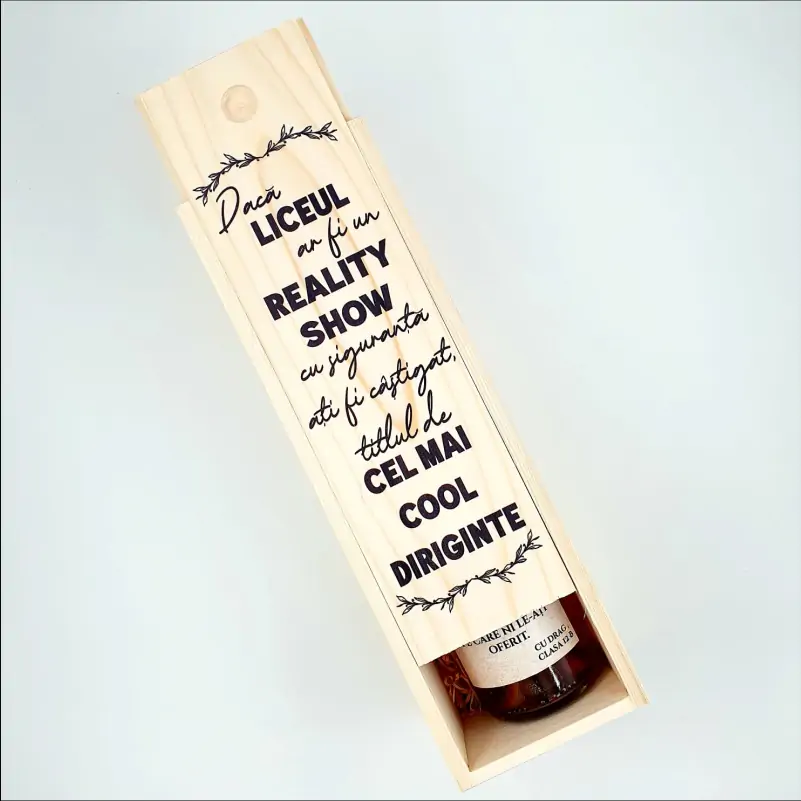 Dacă
LICEUL
ar fi un
REALITY
SHOW
cu siguranță
ați fi câștigat,
titlul de
CEL MAI
COOL
DIRIGINTE
CARE NI LE-AȚI
OFERIT.
CU DRAG,
CLASA 12 B